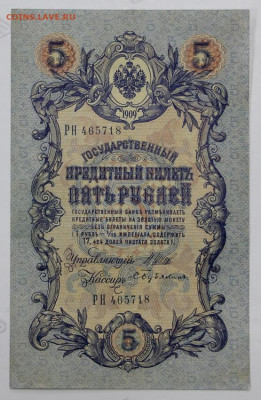 COINS.LAVE.RU
5 5
1909
РН 465718
ГОСУДАРСТВЕННЫЙ
КРЕДИТНЫЙ БИЛЕТЪ
ПЯТЬ РУБЛЕЙ
ГОСУДАРСТВЕННЫЙ БАНКЪ РАЗМѢНИВАЕТЪ
КРЕДИТНЫЕ БИЛЕТЫ НА ЗОЛОТУЮ МОНЕТУ
БЕЗЪ ОГРАНИЧЕНІЯ СУММЫ
(1 РУБЛЬ = 1/15 ИМПЕРІАЛА, СОДЕРЖИТЪ
17,424 ДОЛЕЙ ЧИСТАГО ЗОЛОТА).
Управляющій
Кассиръ
РН 465718
5